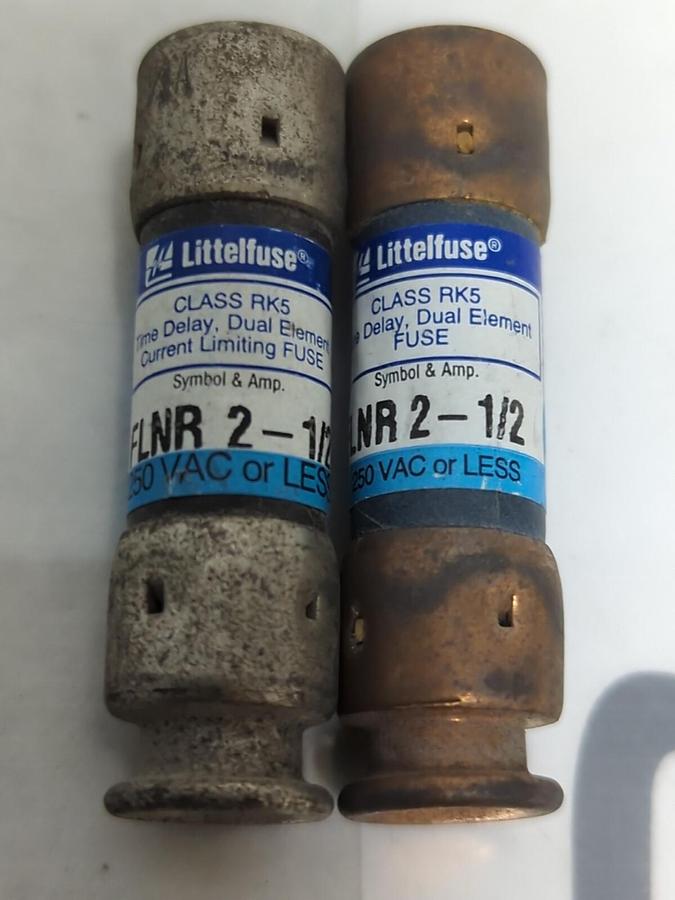 Littelfuse®
CLASS RK5
Time Delay, Dual Element
Current Limiting FUSE
Symbol & Amp.
FLNR 2-1/2
250 VAC or LESS
Littelfuse®
CLASS RK5
e Delay, Dual Element
FUSE
Symbol & Amp.
LNR 2-1/2
250 VAC or LESS